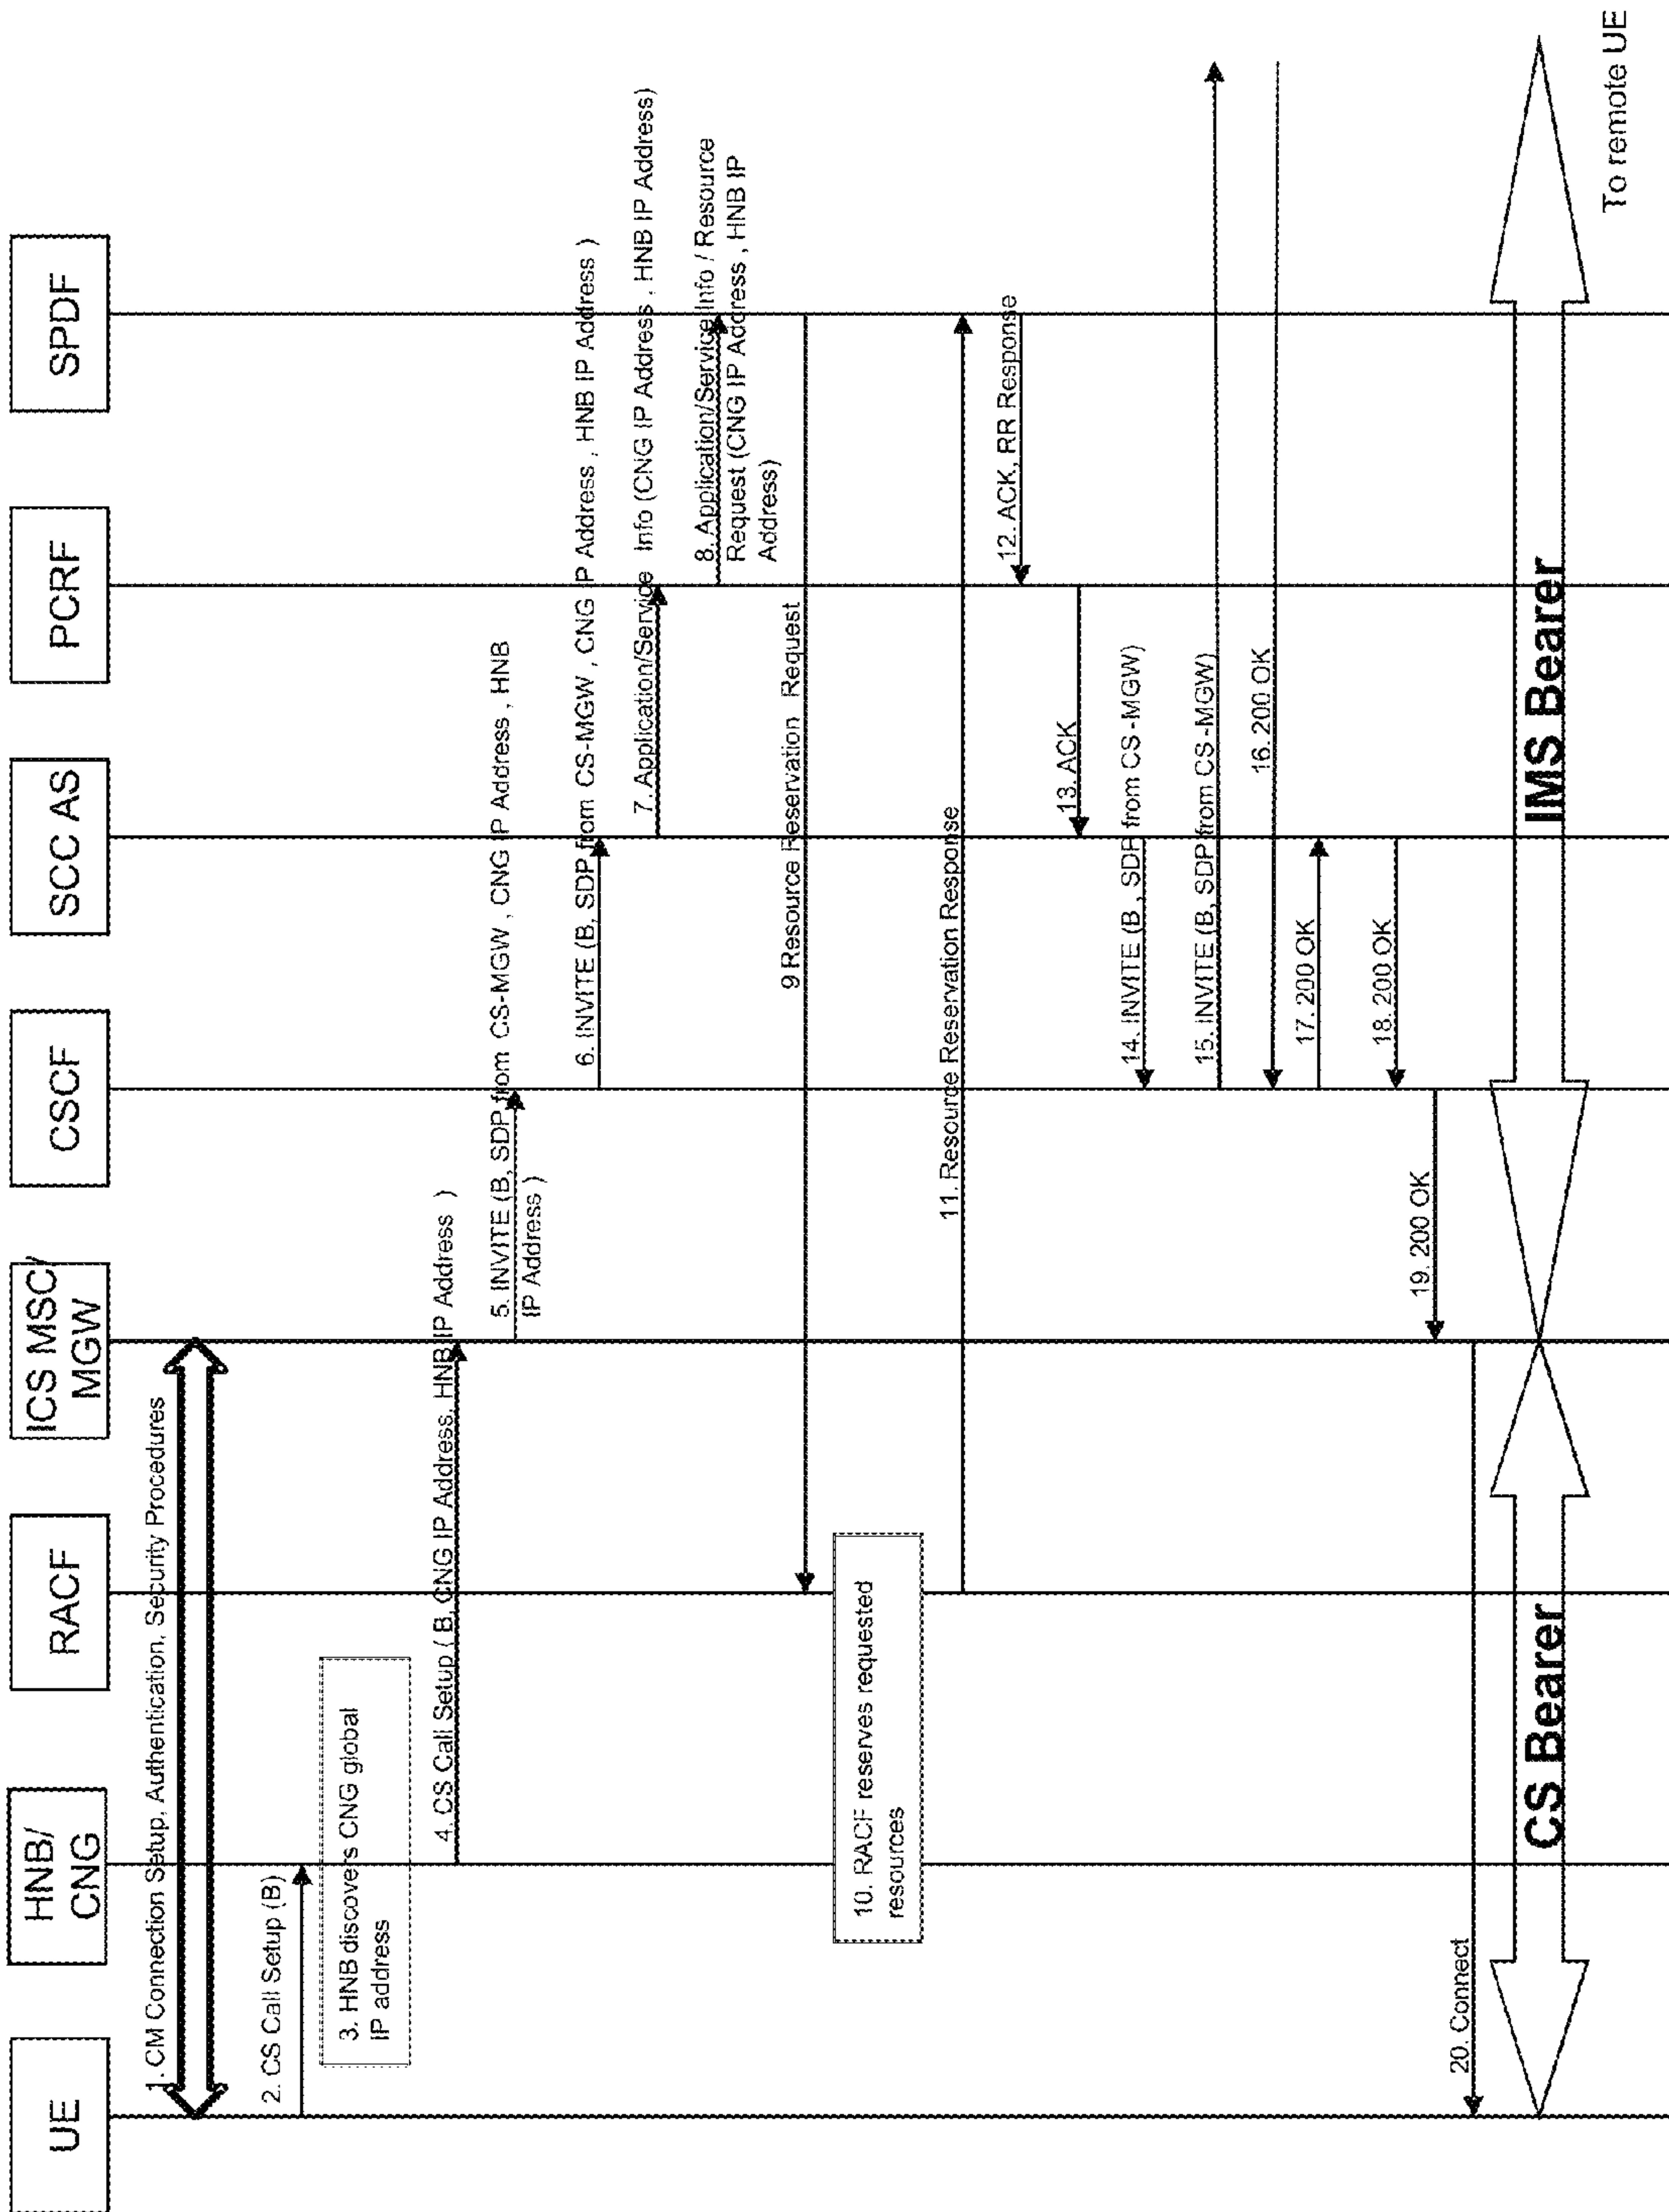 UE
HNB/
CNG
RACF
ICS MSC/
MGW
CSCF
SCC AS
PCRF
SPDF
1. CM Connection Setup, Authentication, Security Procedures
2. CS Call Setup (B)
3. HNB discovers CNG global
IP address
4. CS Call Setup ( B, CNG IP Address, HNB IP Address )
5. INVITE (B, SDP from CS-MGW , CNG IP Address , HNB
IP Address )
6. INVITE (B, SDP from CS-MGW , CNG IP Address , HNB IP Address )
7. Application/Service Info (CNG IP Address , HNB IP Address)
8. Application/Service Info / Resource
Request (CNG IP Address , HNB IP
Address)
9 Resource Reservation Request
10. RACF reserves requested
resources
11. Resource Reservation Response
12. ACK, RR Response
13. ACK
14. INVITE (B , SDP from CS -MGW)
15. INVITE (B, SDP from CS-MGW)
16. 200 OK
17. 200 OK
18. 200 OK
19. 200 OK
20. Connect
CS Bearer
IMS Bearer
To remote UE